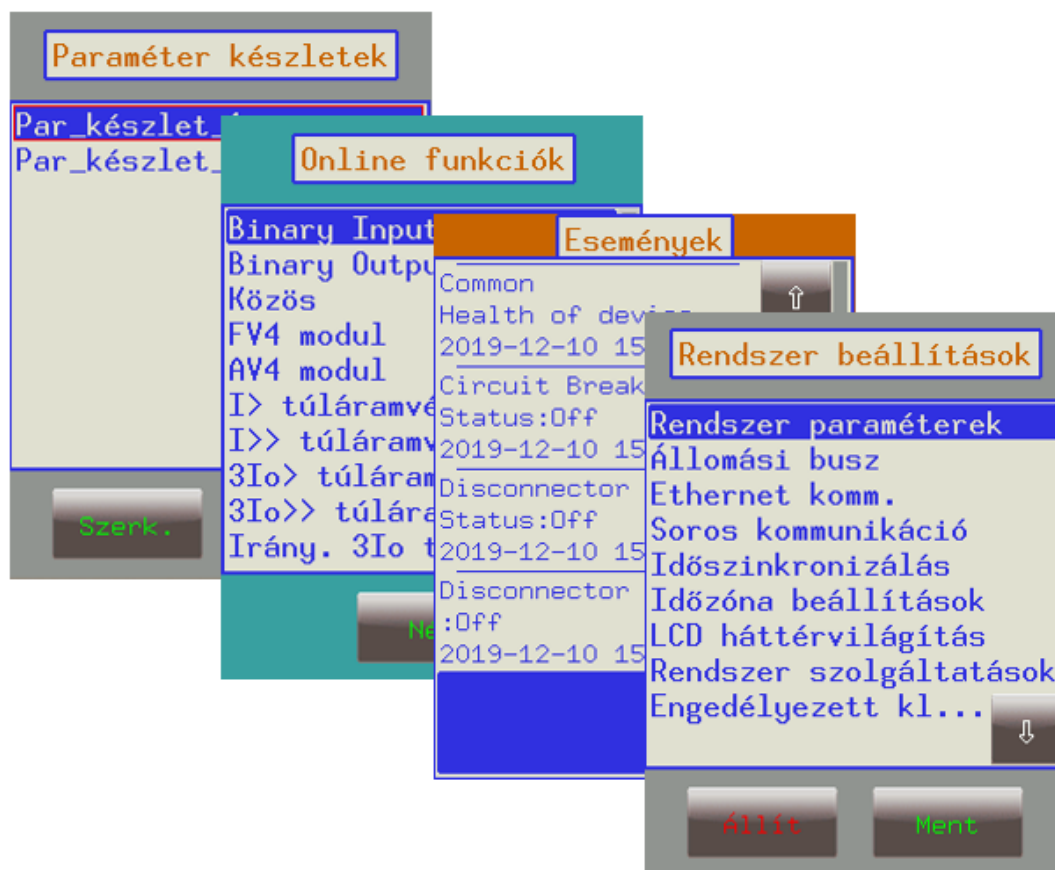 Paraméter készletek
Par_készlet_
Par_készlet_
Szerk.
Online funkciók
Binary Input
Binary Outpu
Közös
FV4 modul
AV4 modul
I> túláramvé
I>> túláramv
3Io> túláram
3Io>> túlára
Irány. 3Io t
Né
Események
Common
Health of device
2019-12-10 15
Circuit Break
Status:Off
2019-12-10 15
Disconnector
Status:Off
2019-12-10 15
Disconnector
:Off
2019-12-10 15
Rendszer beállítások
Rendszer paraméterek
Állomási busz
Ethernet komm.
Soros kommunikáció
Időszinkronizálás
Időzóna beállítások
LCD háttérvilágítás
Rendszer szolgáltatások
Engedélyezett kl...
Állít
Ment